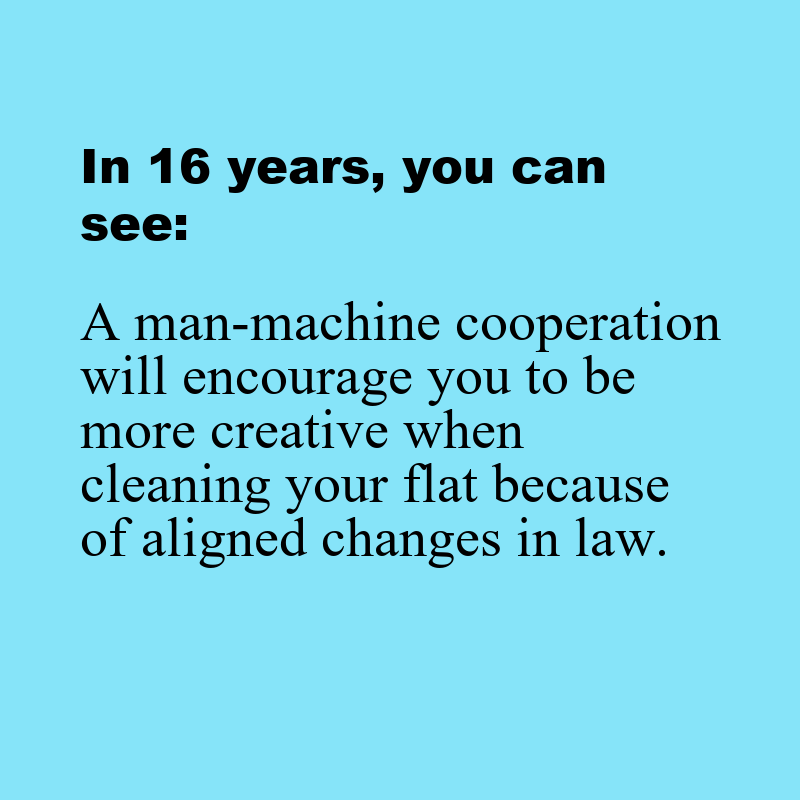 In 16 years, you can
see:
A man-machine cooperation
will encourage you to be
more creative when
cleaning your flat because
of aligned changes in law.